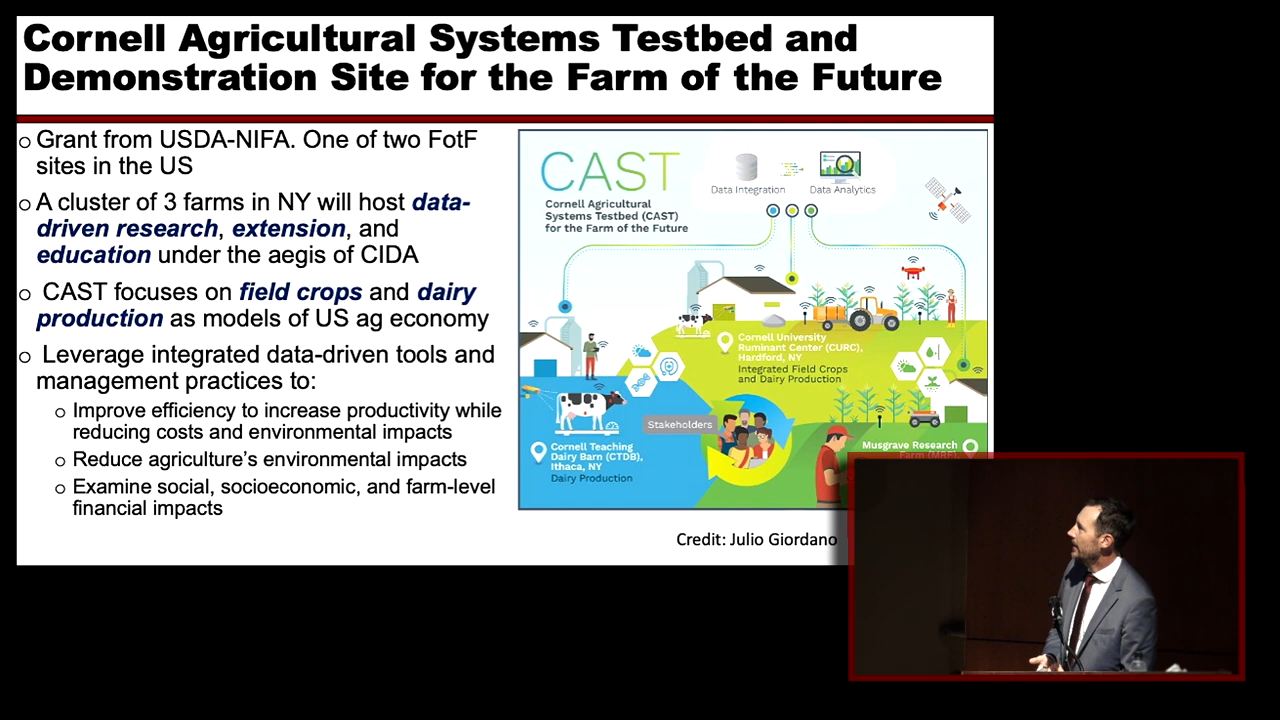 Cornell Agricultural Systems Testbed and
Demonstration Site for the Farm of the Future
Grant from USDA-NIFA. One of two FotF
sites in the US
A cluster of 3 farms in NY will host data-
driven research, extension, and
education under the aegis of CIDA
CAST focuses on field crops and dairy
production as models of US ag economy
Leverage integrated data-driven tools and
management practices to:
Improve efficiency to increase productivity while
reducing costs and environmental impacts
Reduce agriculture's environmental impacts
Examine social, socioeconomic, and farm-level
financial impacts
CAST
Cornell Agricultural
Systems Testbed (CAST)
for the Farm of the Future
Data Integration
Data Analytics
Cornell University
Ruminant Center (CURC),
Hardford, NY
Integrated Field Crops
and Dairy Production
Stakeholders
Cornell Teaching
Dairy Barn (CTDB),
Ithaca, NY
Dairy Production
Musgrave Research
Farm (MRF),
Credit: Julio Giordano